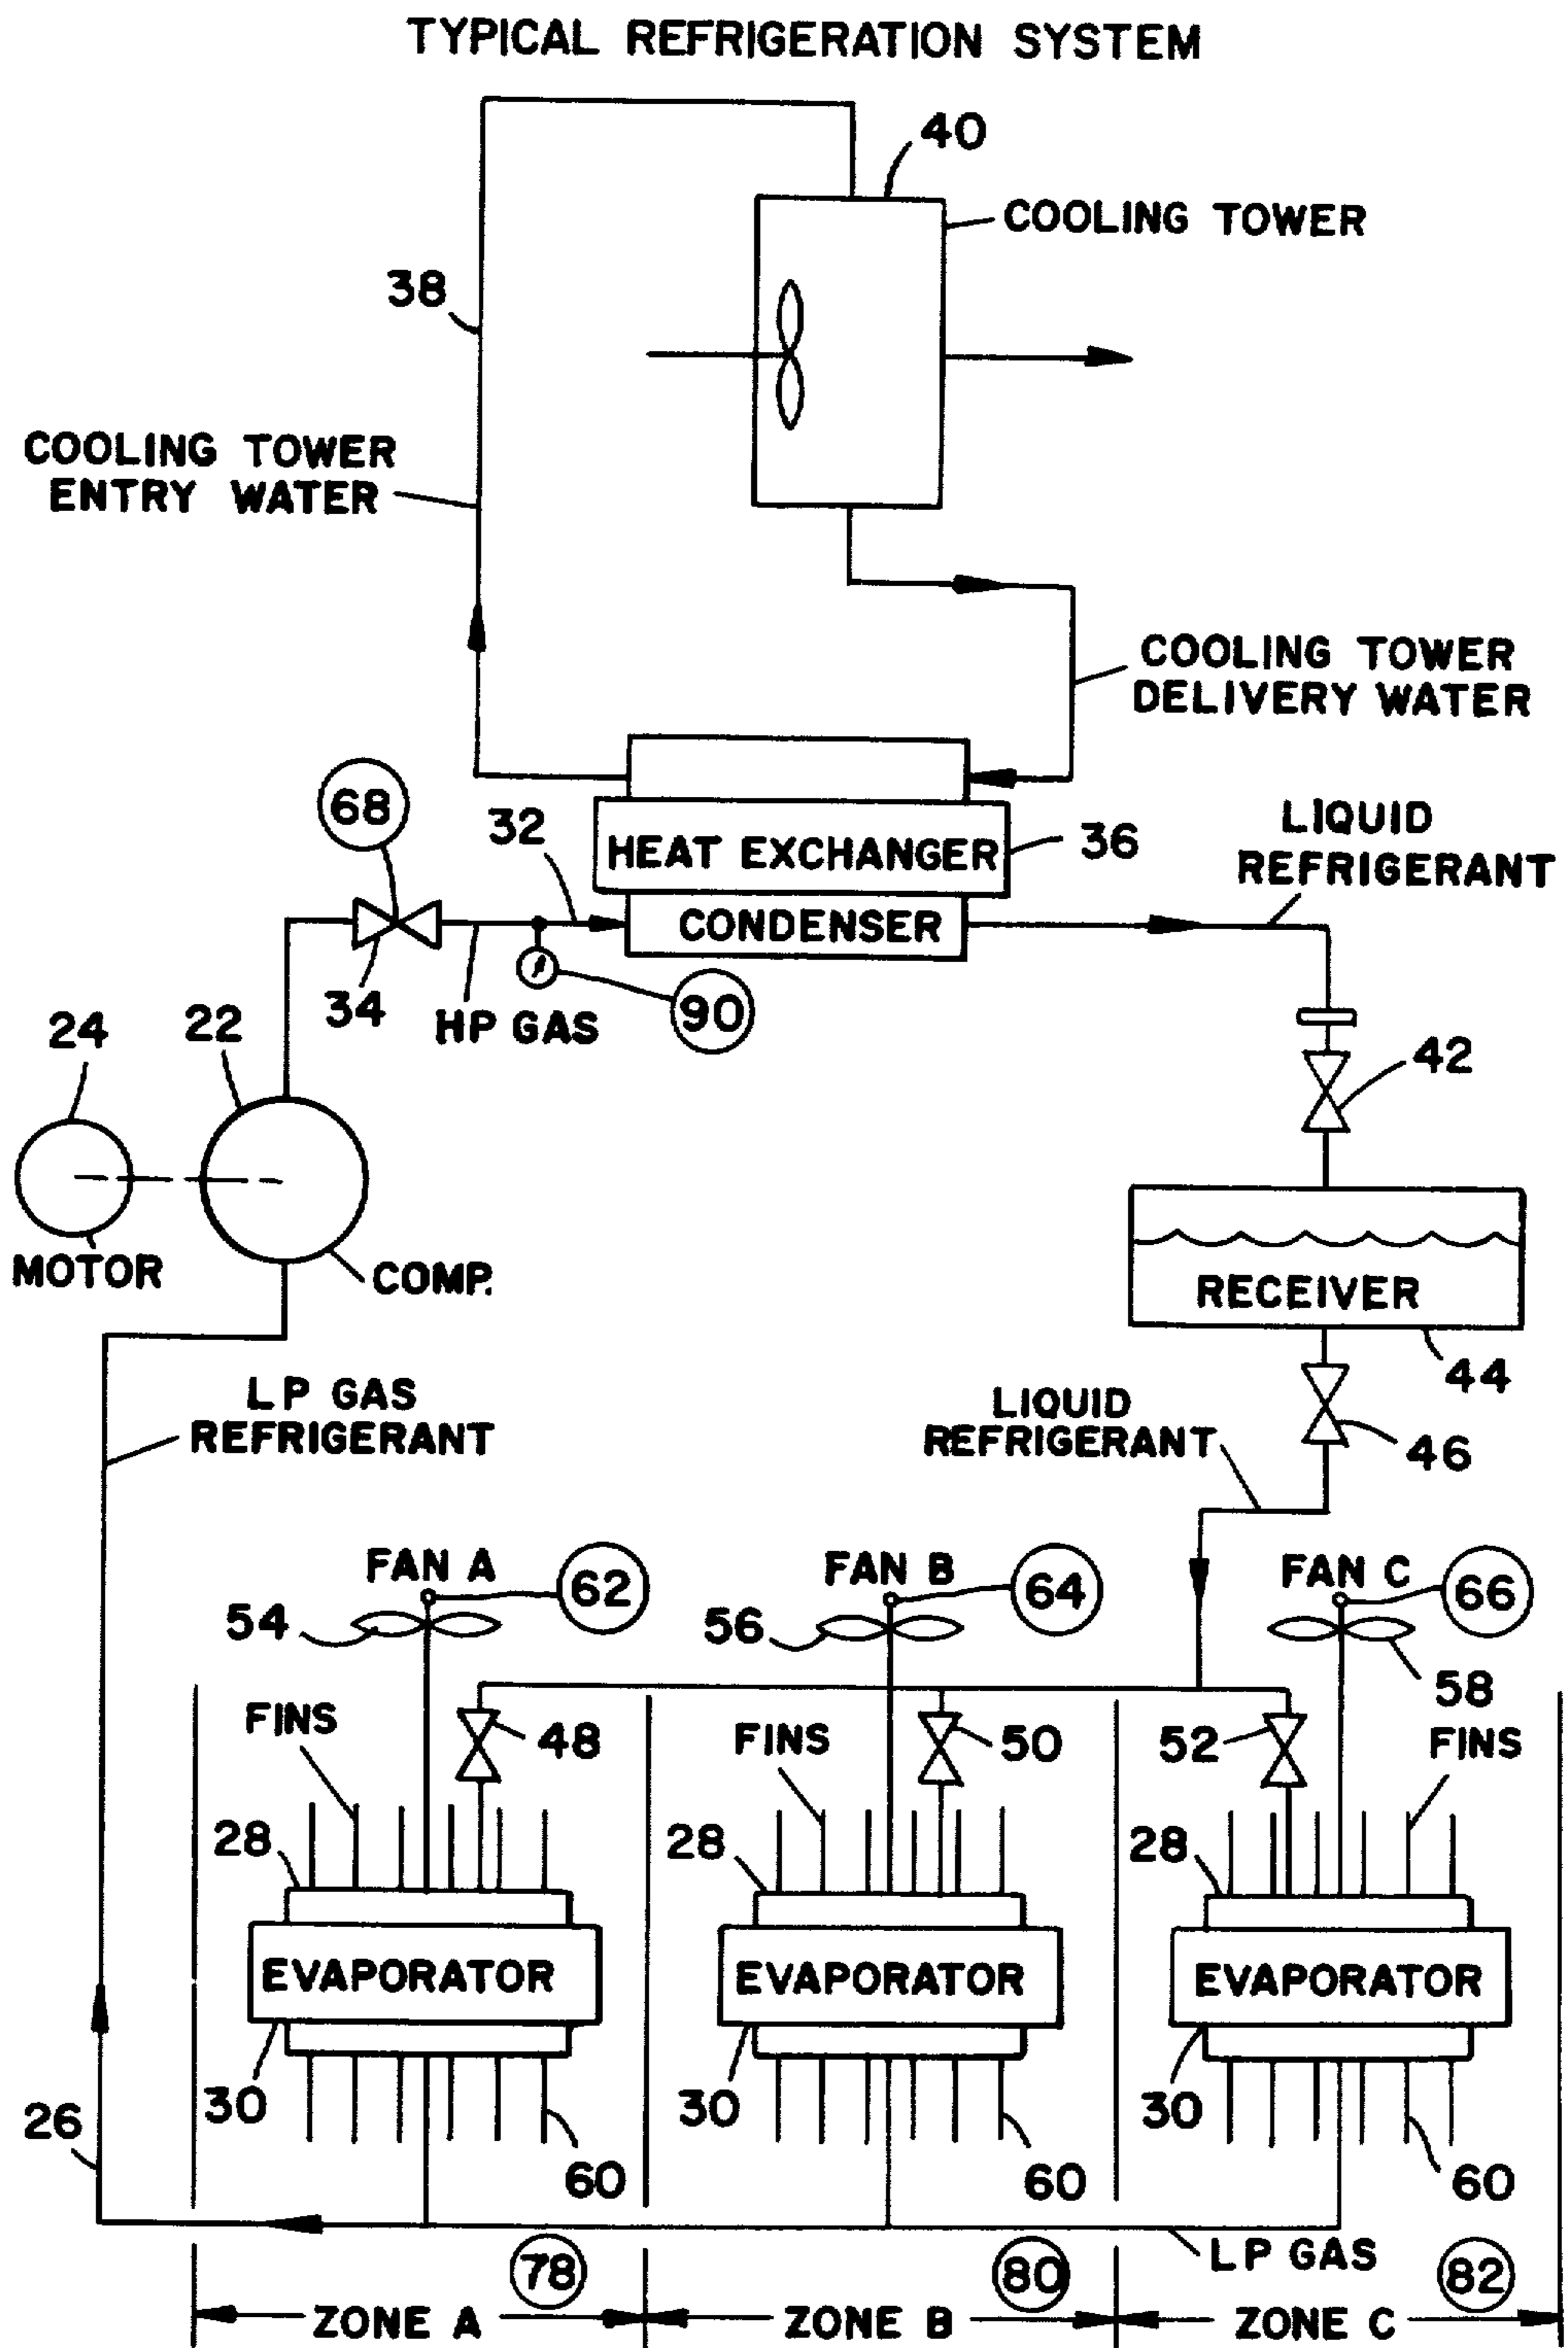 TYPICAL REFRIGERATION SYSTEM
40
COOLING TOWER
38
COOLING TOWER
ENTRY WATER
COOLING TOWER
DELIVERY WATER
68
32
HEAT EXCHANGER
36
LIQUID
REFRIGERANT
CONDENSER
34
HP GAS
90
24
22
42
MOTOR
COMP.
RECEIVER
44
LP GAS
REFRIGERANT
LIQUID
REFRIGERANT
46
FAN A
62
FAN B
64
FAN C
66
54
56
58
FINS
48
FINS
50
52
FINS
28
28
28
EVAPORATOR
EVAPORATOR
EVAPORATOR
30
30
30
26
60
60
60
LP GAS
78
80
82
ZONE A
ZONE B
ZONE C